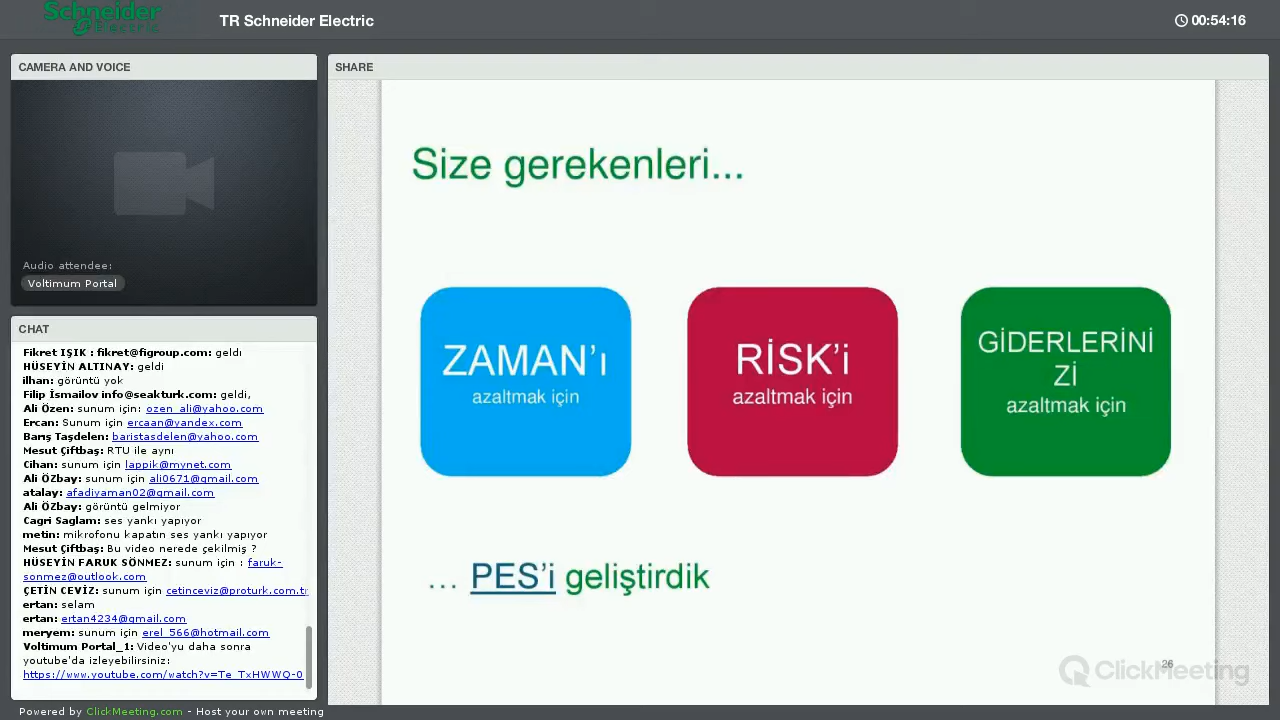 Schneider
Electric
TR Schneider Electric
00:54:16
CAMERA AND VOICE
Audio attendee:
Voltimum Portal
CHAT
Fikret IŞIK : fikret@figroup.com: geldı
HÜSEYİN ALTINAY: geldi
ilhan: görüntü yok
Filip İsmailov info@seakturk.com: geldi,
Ali Özen: sunum için: ozen_ali@yahoo.com
Ercan: Sunum için ercaan@yandex.com
Barış Taşdelen: baristasdelen@yahoo.com
Mesut Çiftbaş: RTU ile aynı
Cihan: sunum için lappik@mynet.com
Ali ÖZbay: sunum için ali0671@gmail.com
atalay: afadiyaman02@gmail.com
Ali ÖZbay: görüntü gelmiyor
Cagri Saglam: ses yankı yapıyor
metin: mikrofonu kapatın ses yankı yapıyor
Mesut Çiftbaş: Bu video nerede çekilmiş ?
HÜSEYİN FARUK SÖNMEZ: sunum için : faruk-
sonmez@outlook.com
ÇETİN CEVİZ: sunum için cetinceviz@proturk.com.tr
ertan: selam
ertan: ertan4234@gmail.com
meryem: sunum için erel_566@hotmail.com
Voltimum Portal_1: Video'yu daha sonra
youtube'da izleyebilirsiniz:
https://www.youtube.com/watch?v=Te_TxHWWQ-0
Powered by ClickMeeting.com - Host your own meeting
SHARE
Size gerekenleri...
ZAMAN’ı
azaltmak için
RİSK’i
azaltmak için
GİDERLERİNİ
Zİ
azaltmak için
... PES’i geliştirdik
26
ClickMeeting